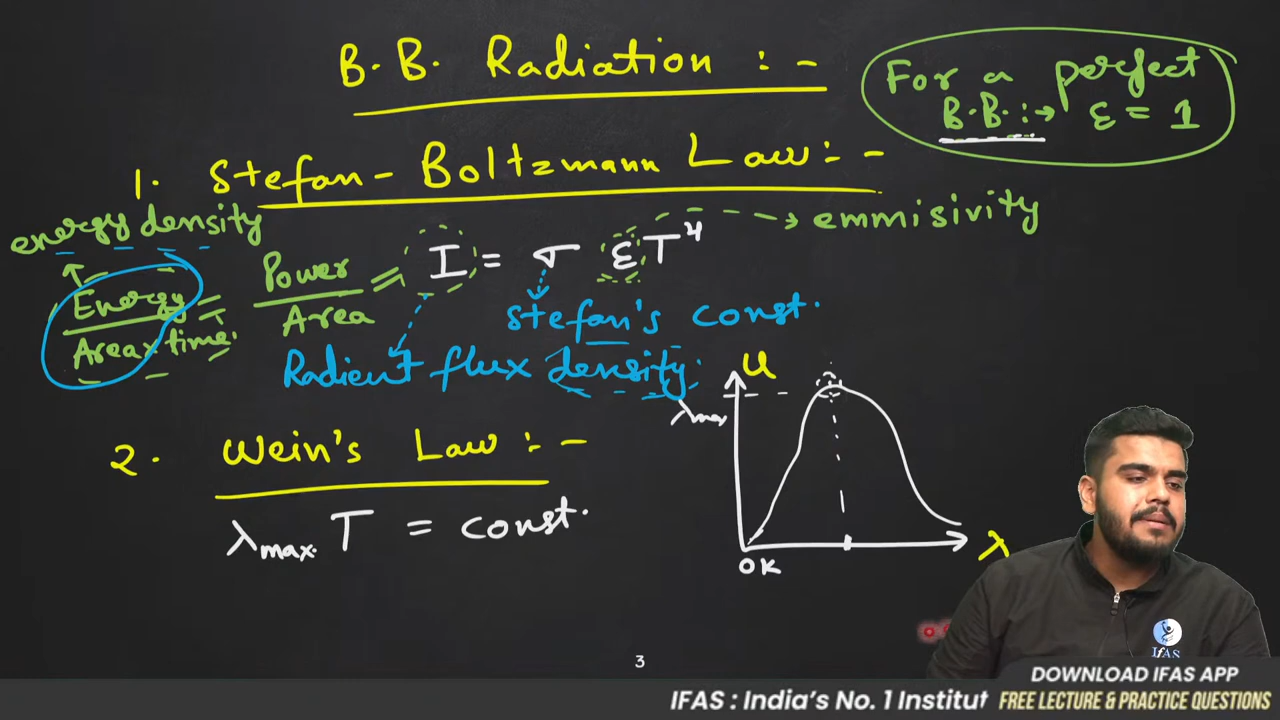 B.B. Radiation :-
For a perfect
B.B. :→ ε = 1
1. Stefan-Boltzmann Law :-
energy density
Energy / Area x time = Power / Area = I = σ ε T⁴ → emmisivity
stefan's const.
Radient flux density.
2. Wein's Law :-
λmax. T = const.
u
λmax
0K
λ
3
IFAS
DOWNLOAD IFAS APP
IFAS : India's No. 1 Institut FREE LECTURE & PRACTICE QUESTIONS